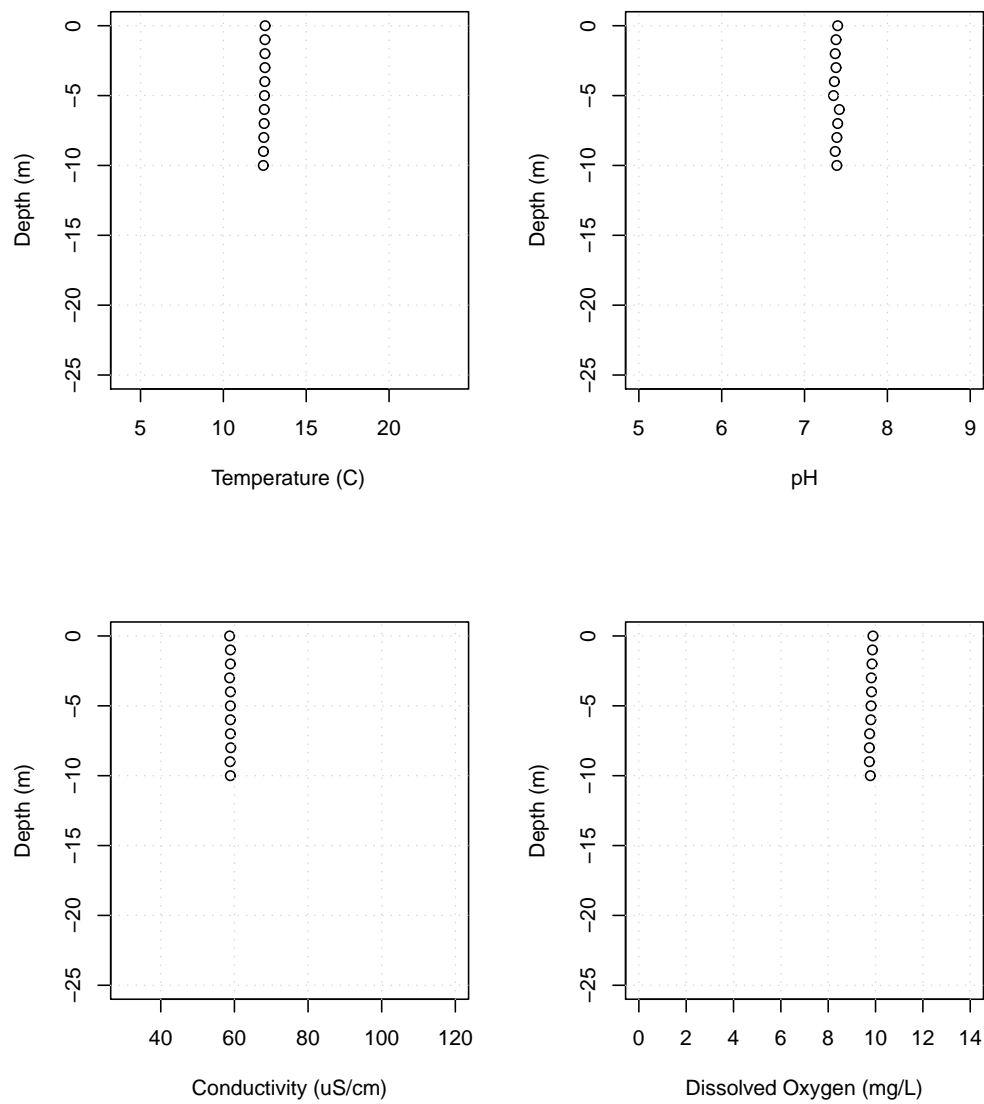 0
−5
−10
−15
−20
−25
Depth (m)
5 10 15 20
Temperature (C)
0
−5
−10
−15
−20
−25
Depth (m)
5 6 7 8 9
pH
0
−5
−10
−15
−20
−25
Depth (m)
40 60 80 100 120
Conductivity (uS/cm)
0
−5
−10
−15
−20
−25
Depth (m)
0 2 4 6 8 10 12 14
Dissolved Oxygen (mg/L)